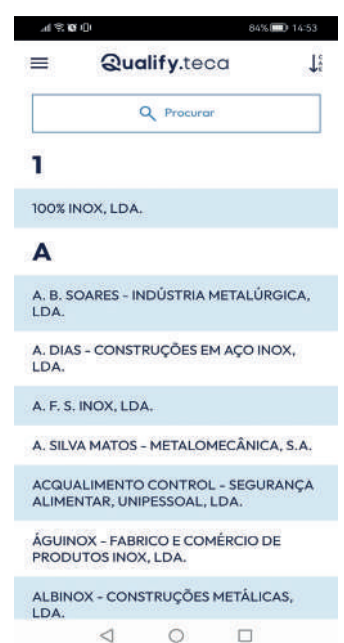 84% 14:53
Qualify.teca
Procurar
1
100% INOX, LDA.
A
A. B. SOARES - INDÚSTRIA METALÚRGICA,
LDA.
A. DIAS - CONSTRUÇÕES EM AÇO INOX,
LDA.
A. F. S. INOX, LDA.
A. SILVA MATOS - METALOMECÂNICA, S.A.
ACQUALIMENTO CONTROL - SEGURANÇA
ALIMENTAR, UNIPESSOAL, LDA.
ÁGUINOX - FABRICO E COMÉRCIO DE
PRODUTOS INOX, LDA.
ALBINOX - CONSTRUÇÕES METÁLICAS,
LDA.